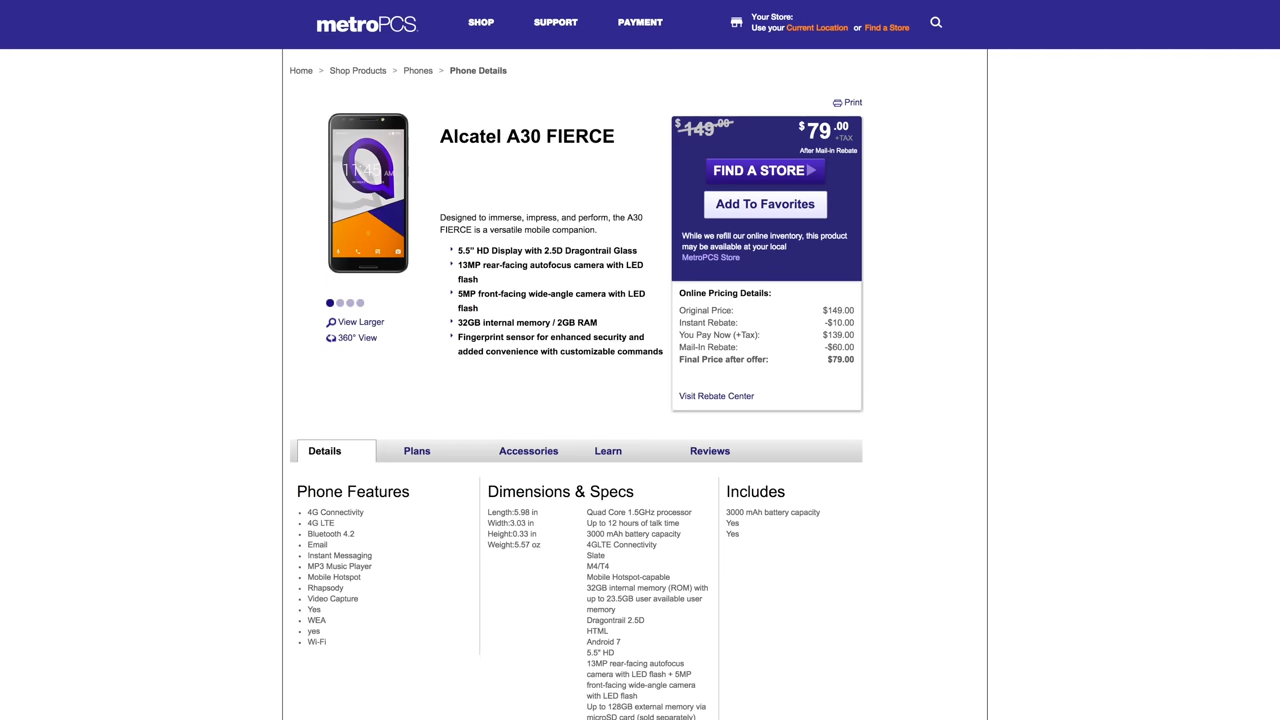 metroPCS.
SHOP
SUPPORT
PAYMENT
Your Store:
Use your Current Location or Find a Store
Home > Shop Products > Phones > Phone Details
Print
11:45 AM
Alcatel A30 FIERCE
Designed to immerse, impress, and perform, the A30
FIERCE is a versatile mobile companion.
5.5" HD Display with 2.5D Dragontrail Glass
13MP rear-facing autofocus camera with LED
flash
5MP front-facing wide-angle camera with LED
flash
32GB internal memory / 2GB RAM
Fingerprint sensor for enhanced security and
added convenience with customizable commands
View Larger
360° View
$149.00
$79.00
+TAX
After Mail-in Rebate
FIND A STORE
Add To Favorites
While we refill our online inventory, this product
may be available at your local
MetroPCS Store
Online Pricing Details:
Original Price: $149.00
Instant Rebate: -$10.00
You Pay Now (+Tax): $139.00
Mail-In Rebate: -$60.00
Final Price after offer: $79.00
Visit Rebate Center
Details
Plans
Accessories
Learn
Reviews
Phone Features
4G Connectivity
4G LTE
Bluetooth 4.2
Email
Instant Messaging
MP3 Music Player
Mobile Hotspot
Rhapsody
Video Capture
Yes
WEA
yes
Wi-Fi
Dimensions & Specs
Length:5.98 in
Width:3.03 in
Height:0.33 in
Weight:5.57 oz
Quad Core 1.5GHz processor
Up to 12 hours of talk time
3000 mAh battery capacity
4GLTE Connectivity
Slate
M4/T4
Mobile Hotspot-capable
32GB internal memory (ROM) with
up to 23.5GB user available user
memory
Dragontrail 2.5D
HTML
Android 7
5.5" HD
13MP rear-facing autofocus
camera with LED flash + 5MP
front-facing wide-angle camera
with LED flash
Up to 128GB external memory via
microSD card (sold separately)
Includes
3000 mAh battery capacity
Yes
Yes